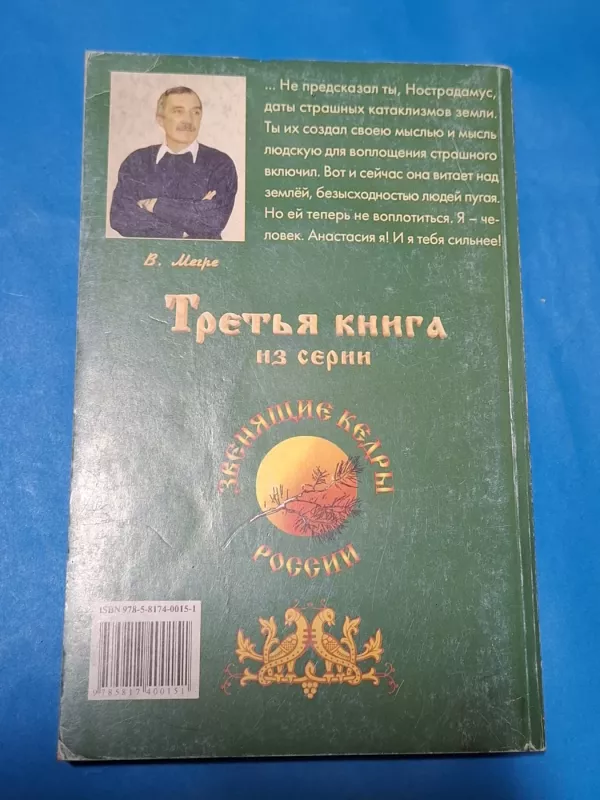 ... Не предсказал ты, Нострадамус,
даты страшных катаклизмов земли.
Ты их создал своею мыслью и мысль
людскую для воплощения страшного
включил. Вот и сейчас она витает над
землёй, безысходностью людей пугая.
Но ей теперь не воплотиться. Я – че-
ловек. Анастасия я! И я тебя сильнее!
В. Мегре
Третья книга
из серии
ЗВЕНЯЩИЕ КЕДРЫ
РОССИИ
ISBN 978-5-8174-0015-1
9785817400151